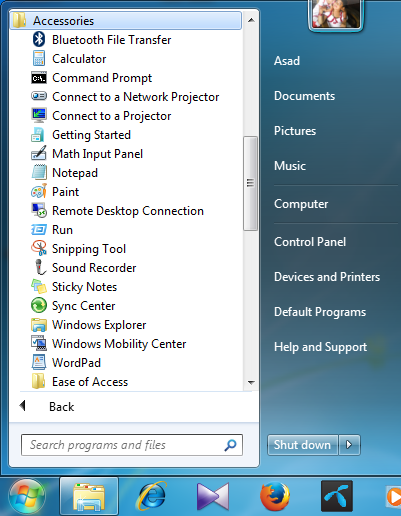 Accessories
Bluetooth File Transfer
Calculator
Command Prompt
Connect to a Network Projector
Connect to a Projector
Getting Started
Math Input Panel
Notepad
Paint
Remote Desktop Connection
Run
Snipping Tool
Sound Recorder
Sticky Notes
Sync Center
Windows Explorer
Windows Mobility Center
WordPad
Ease of Access
Back
Search programs and files
Asad
Documents
Pictures
Music
Computer
Control Panel
Devices and Printers
Default Programs
Help and Support
Shut down